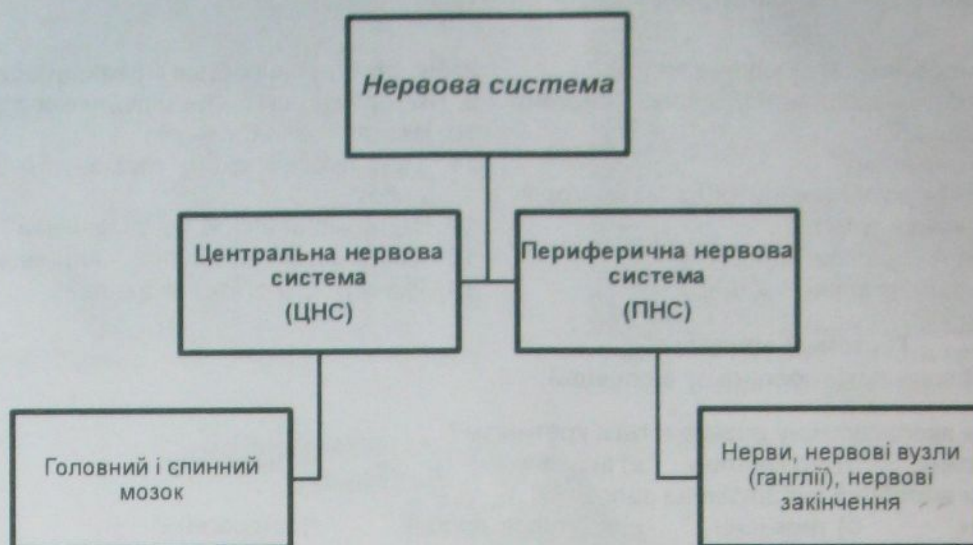 Нервова система
Центральна нервова
система
(ЦНС)
Периферична нервова
система
(ПНС)
Головний і спинний
мозок
Нерви, нервові вузли
(ганглії), нервові
закінчення